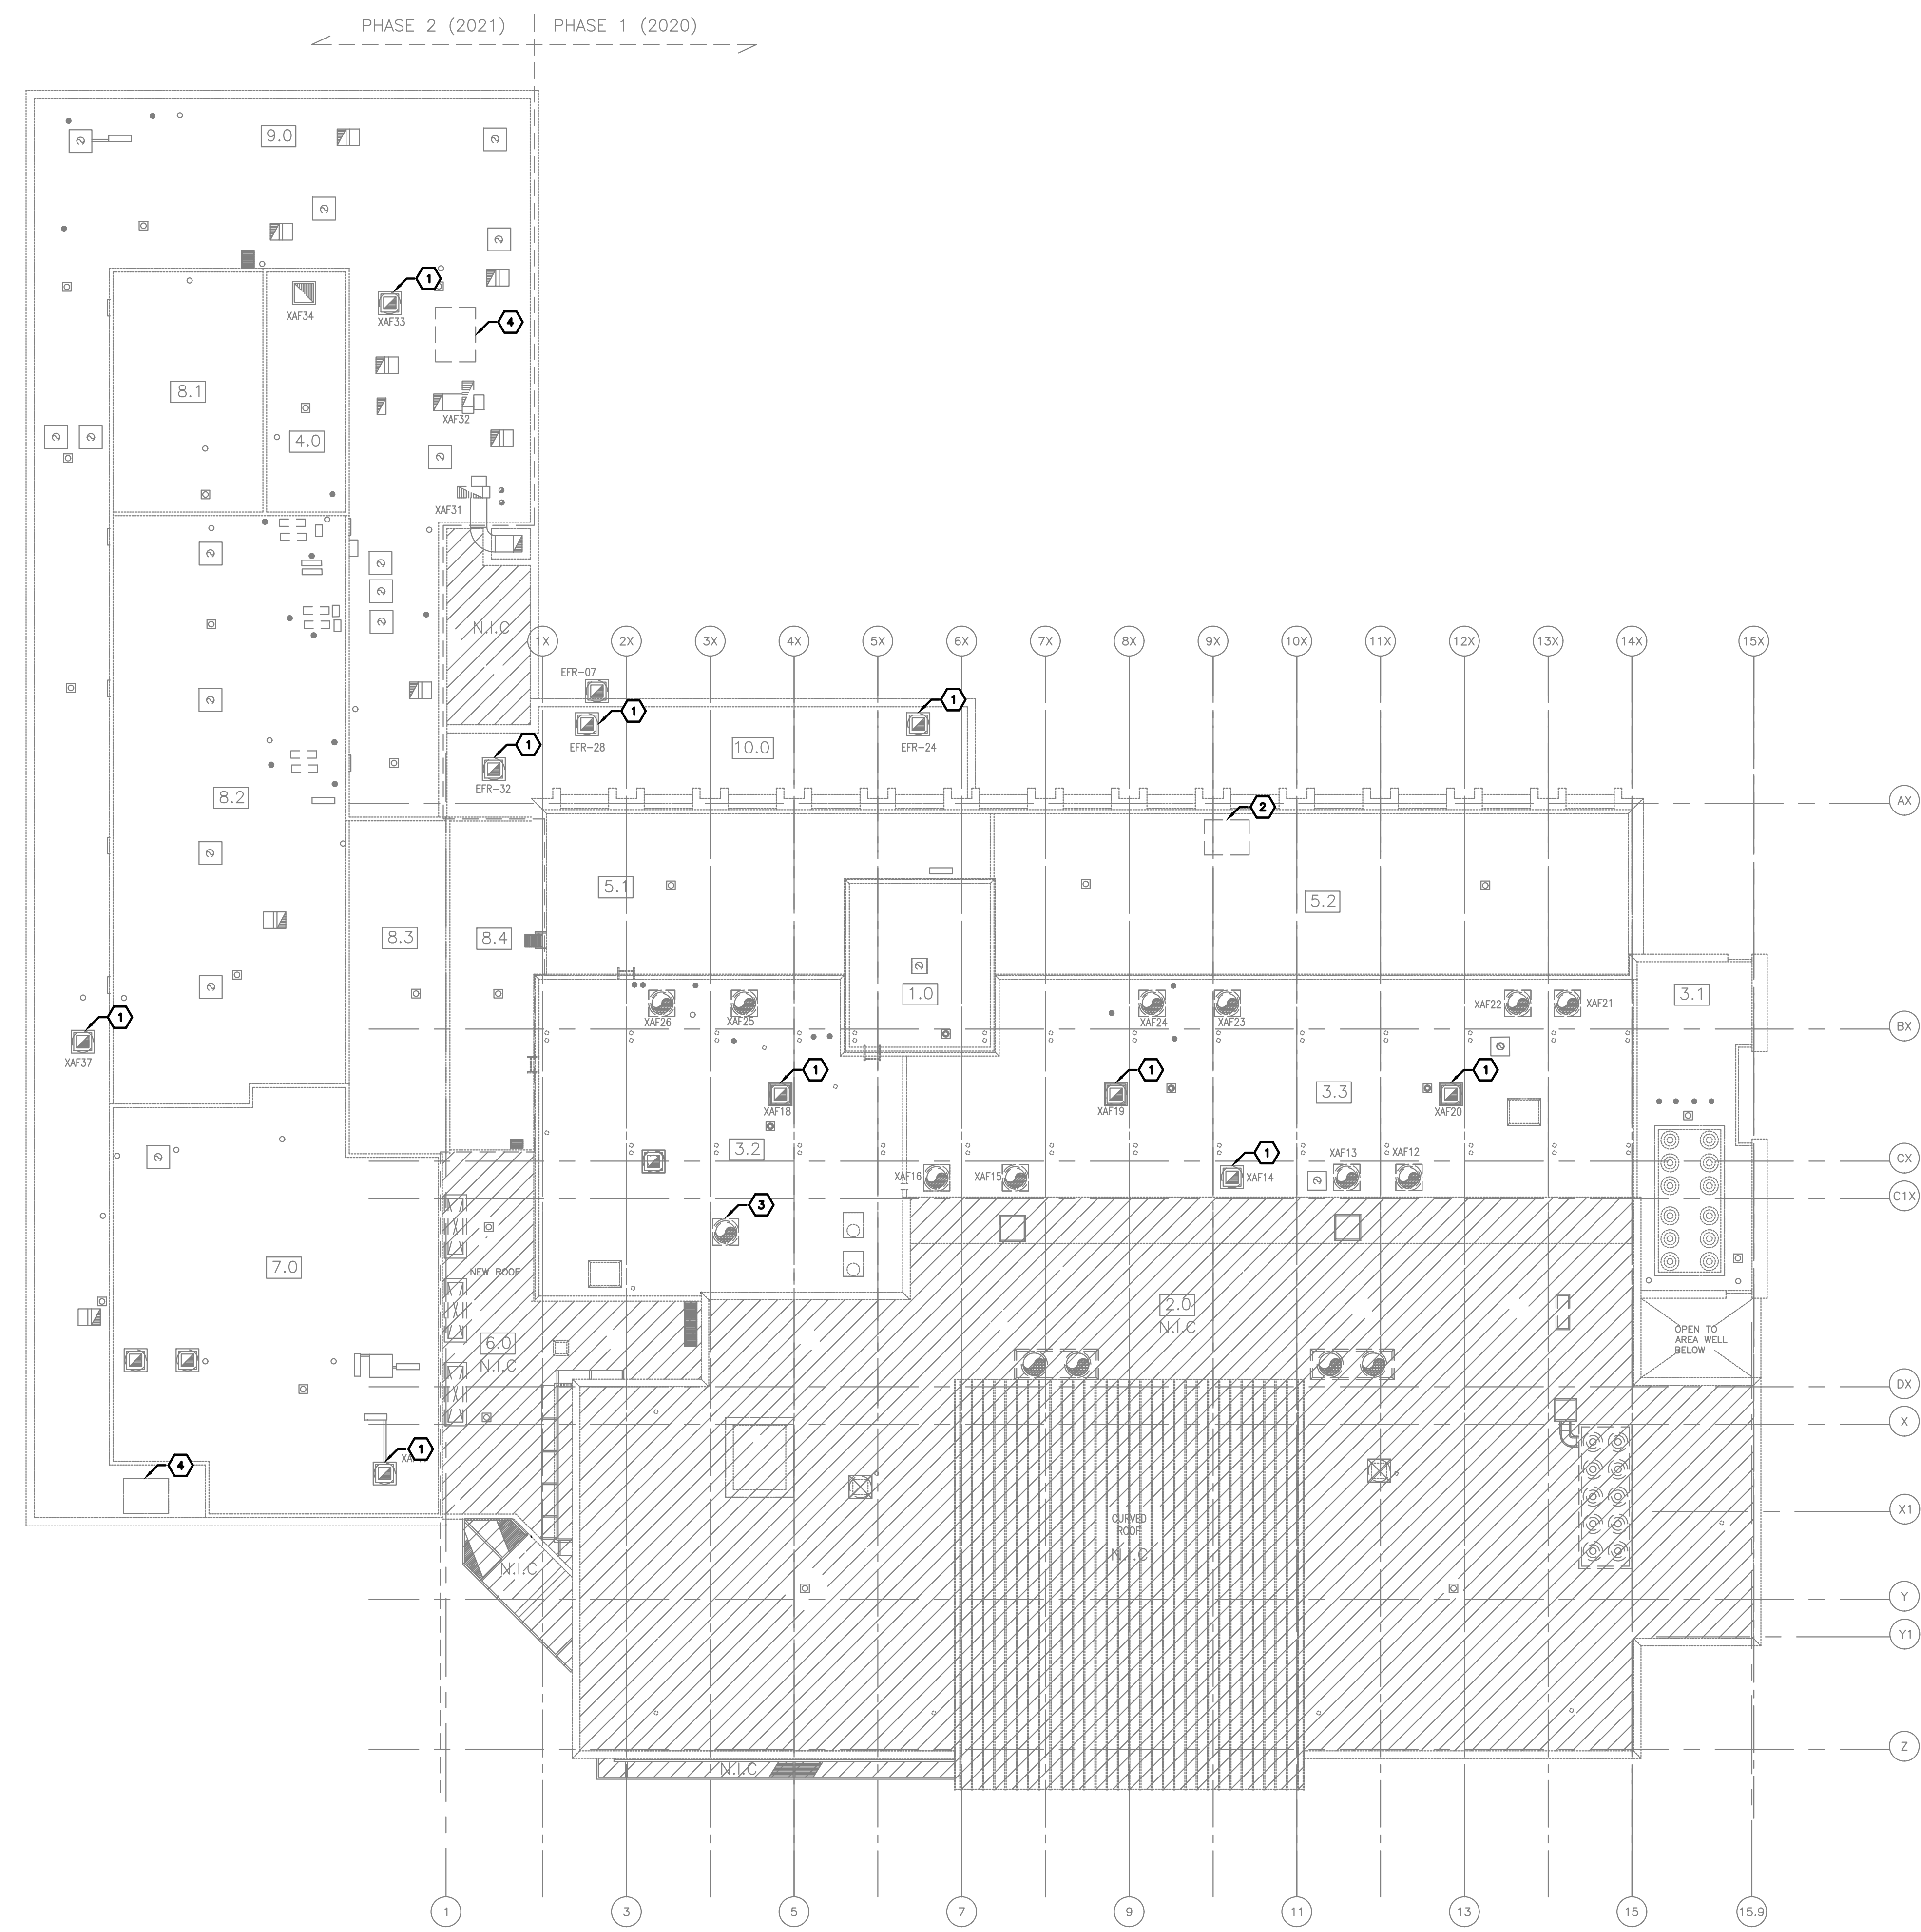 PHASE 2 (2021)
PHASE 1 (2020)
9.0
1
XAF34
XAF33
4
8.1
XAF32
4.0
XAF31
N.I.C
1X
2X
3X
4X
5X
6X
7X
8X
9X
10X
11X
12X
13X
14X
15X
EFR-07
1
1
EFR-28
EFR-24
10.0
1
EFR-32
8.2
AX
2
5.1
5.2
8.3
8.4
1.0
3.1
XAF26
XAF25
XAF24
XAF23
XAF22
XAF21
1
XAF37
BX
1
1
1
XAF18
XAF19
XAF20
3.3
3.2
1
XAF16
XAF15
XAF14
XAF13
XAF12
CX
C1X
3
7.0
NEW ROOF
6.0
N.I.C
2.0
N.I.C
OPEN TO
AREA WELL
BELOW
DX
X
1
4
CURVED
ROOF
N.I.C
X1
N.I.C
Y
Y1
Z
N.I.C
1
3
5
7
9
11
13
15
15.9